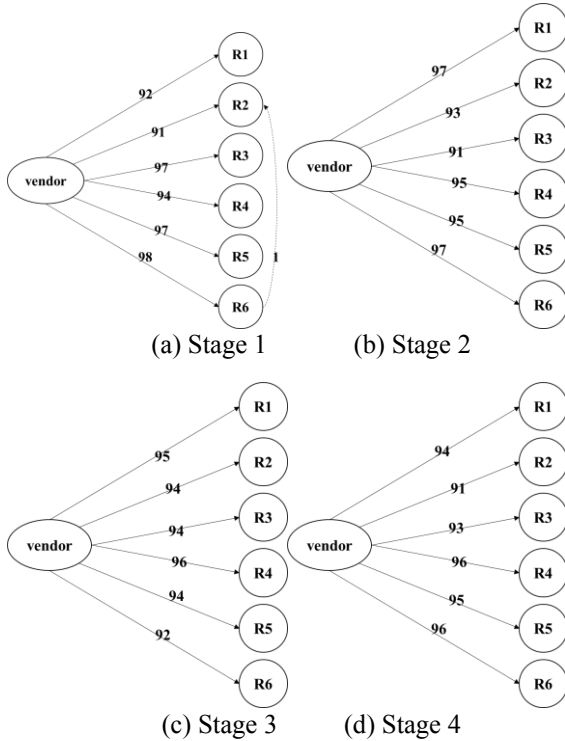 R1
92
R2
91
R3
97
vendor
94
R4
97
R5
98
1
R6
(a) Stage 1
R1
97
R2
93
R3
91
vendor
95
R4
95
R5
97
R6
(b) Stage 2
R1
95
R2
94
R3
94
vendor
96
R4
94
R5
92
R6
(c) Stage 3
R1
94
R2
91
R3
93
vendor
96
R4
95
R5
96
R6
(d) Stage 4